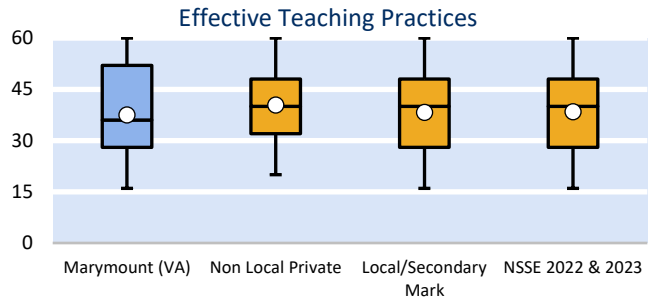 Effective Teaching Practices
60
45
30
15
0
Marymount (VA)
Non Local Private
Local/Secondary
Mark
NSSE 2022 & 2023